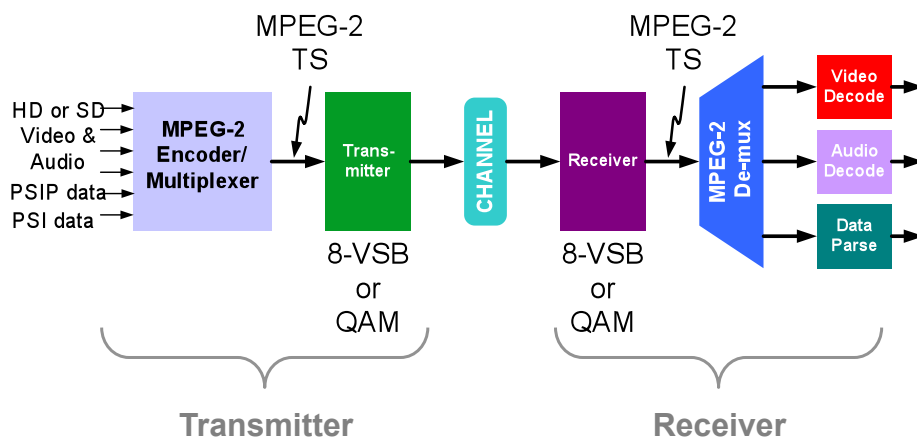 MPEG-2
TS
HD or SD
Video &
Audio
PSIP data
PSI data
MPEG-2
Encoder/
Multiplexer
Trans-
mitter
8-VSB
or
QAM
CHANNEL
MPEG-2
TS
Receiver
8-VSB
or
QAM
MPEG-2
De-mux
Video
Decode
Audio
Decode
Data
Parse
Transmitter
Receiver